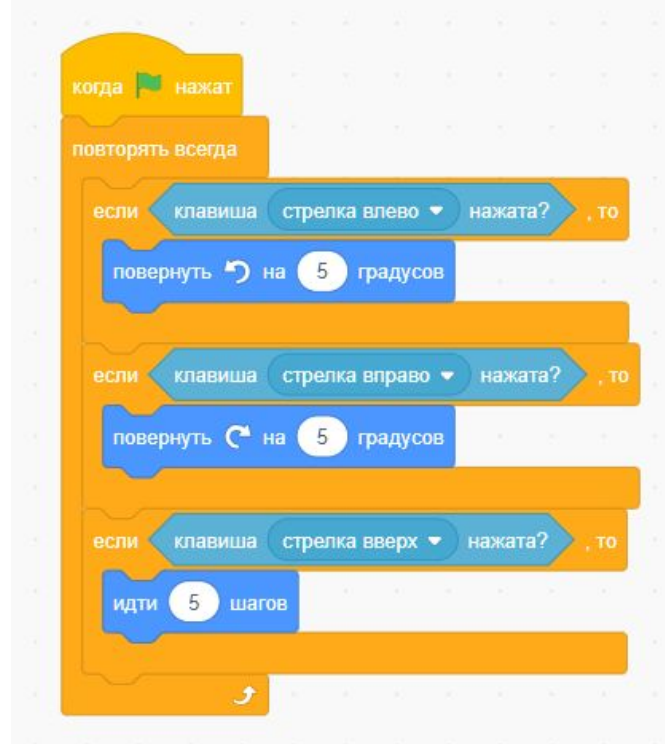 когда нажат
повторять всегда
если клавиша стрелка влево нажата? , то
повернуть на 5 градусов
если клавиша стрелка вправо нажата? , то
повернуть на 5 градусов
если клавиша стрелка вверх нажата? , то
идти 5 шагов